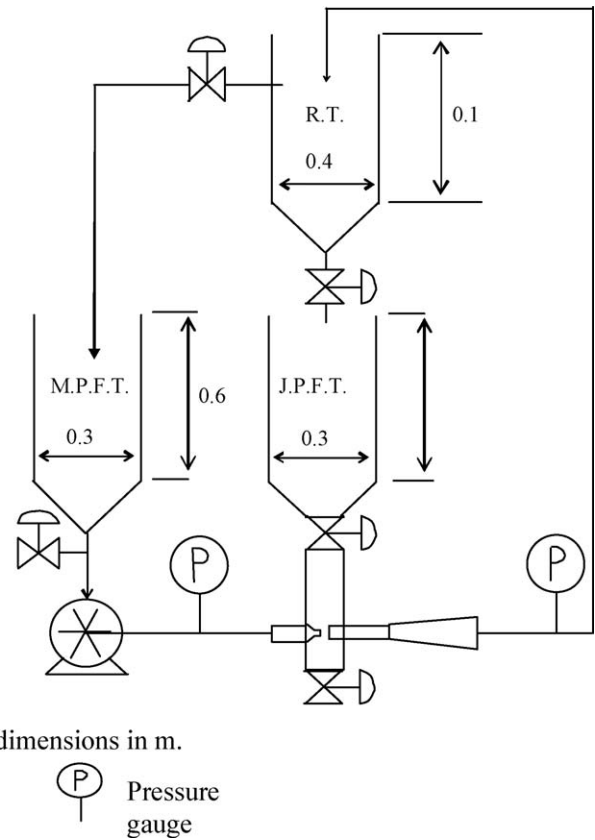 R.T.
0.1
0.4
M.P.F.T.
0.6
J.P.F.T.
0.3
0.3
P
P
dimensions in m.
P
Pressure
gauge